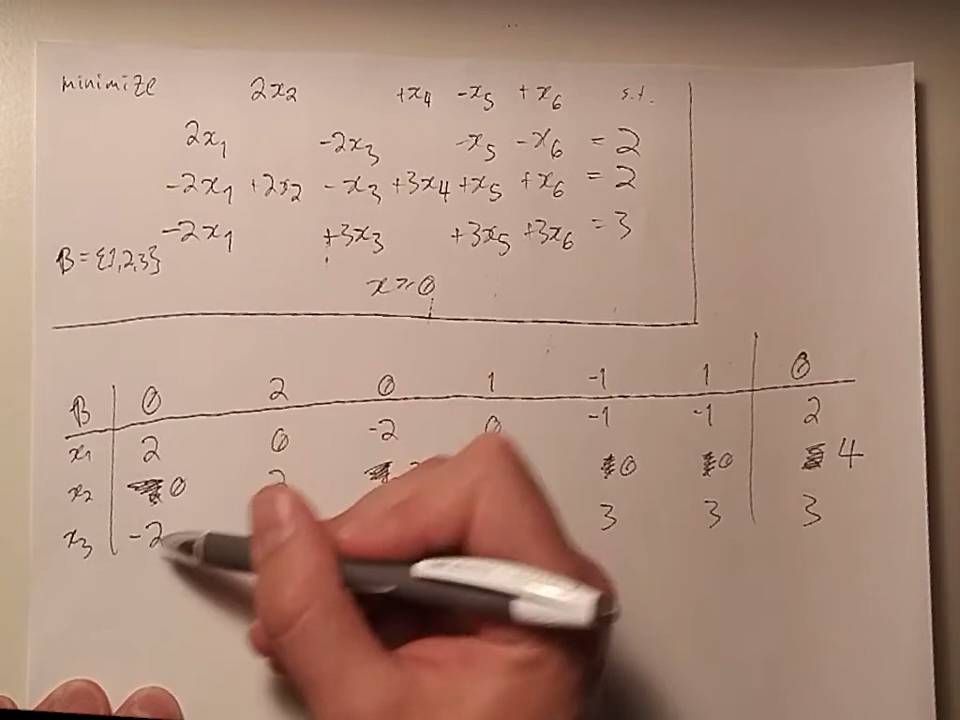 minimize 2x2 +x4 -x5 +x6 s.t.
2x1 -2x3 -x5 -x6 = 2
-2x1 +2x2 -x3 +3x4 +x5 +x6 = 2
-2x1 +3x3 +3x5 +3x6 = 3
B = {1,2,3}
x ≥ 0
B 0 2 0 1 -1 1 0
x1 2 0 -2 0 -1 -1 2
x2 0 2 0 0 4
x3 -2 3 3 3